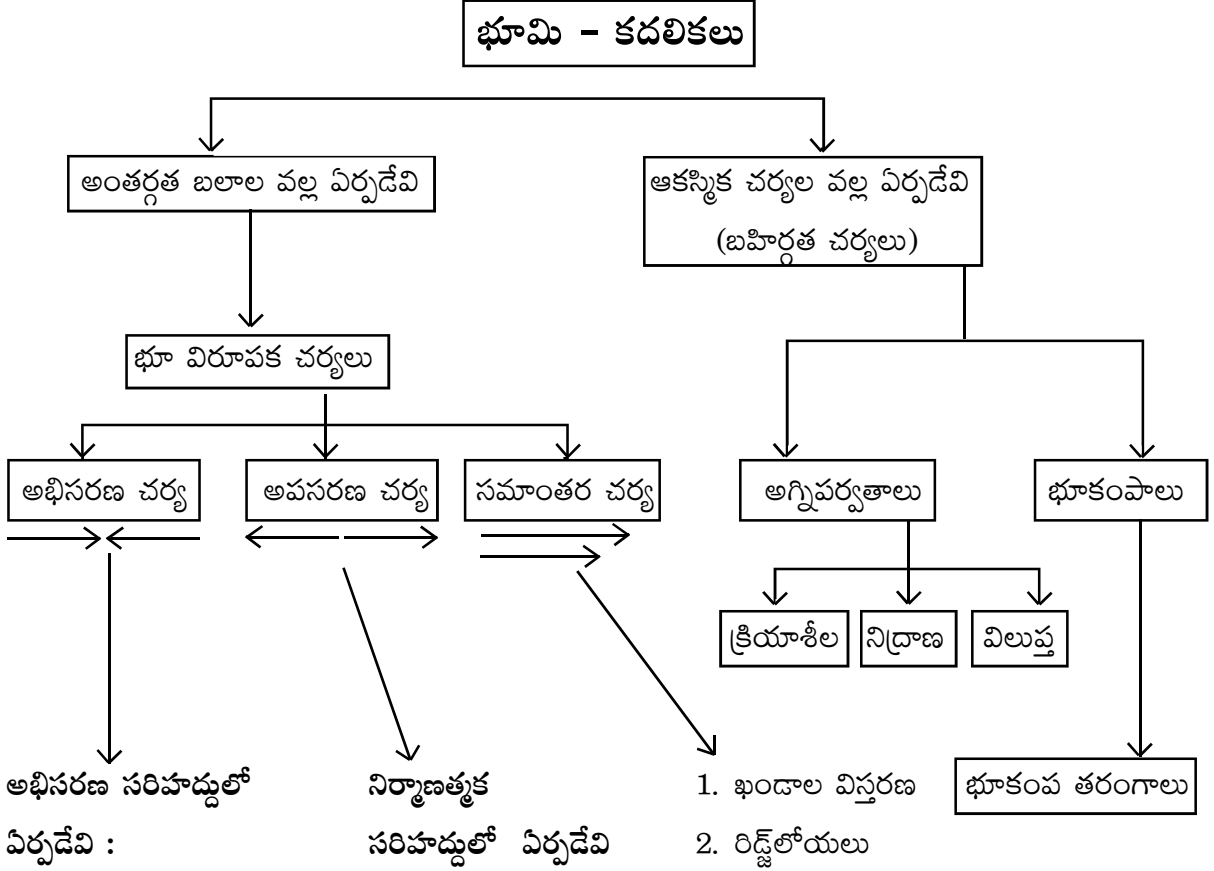 భూమి - కదలికలు
అంతర్గత బలాల వల్ల ఏర్పడేవి
ఆకస్మిక చర్యల వల్ల ఏర్పడేవి
(బహిర్గత చర్యలు)
భూ విరూపక చర్యలు
అభిసరణ చర్య
అపసరణ చర్య
సమాంతర చర్య
అగ్నిపర్వతాలు
భూకంపాలు
క్రియాశీల
నిద్రాణ
విలుప్త
అభిసరణ సరిహద్దులో
ఏర్పడేవి :
నిర్మాణత్మక
సరిహద్దులో ఏర్పడేవి
1. ఖండాల విస్తరణ
2. రిడ్జ్‌లోయలు
భూకంప తరంగాలు